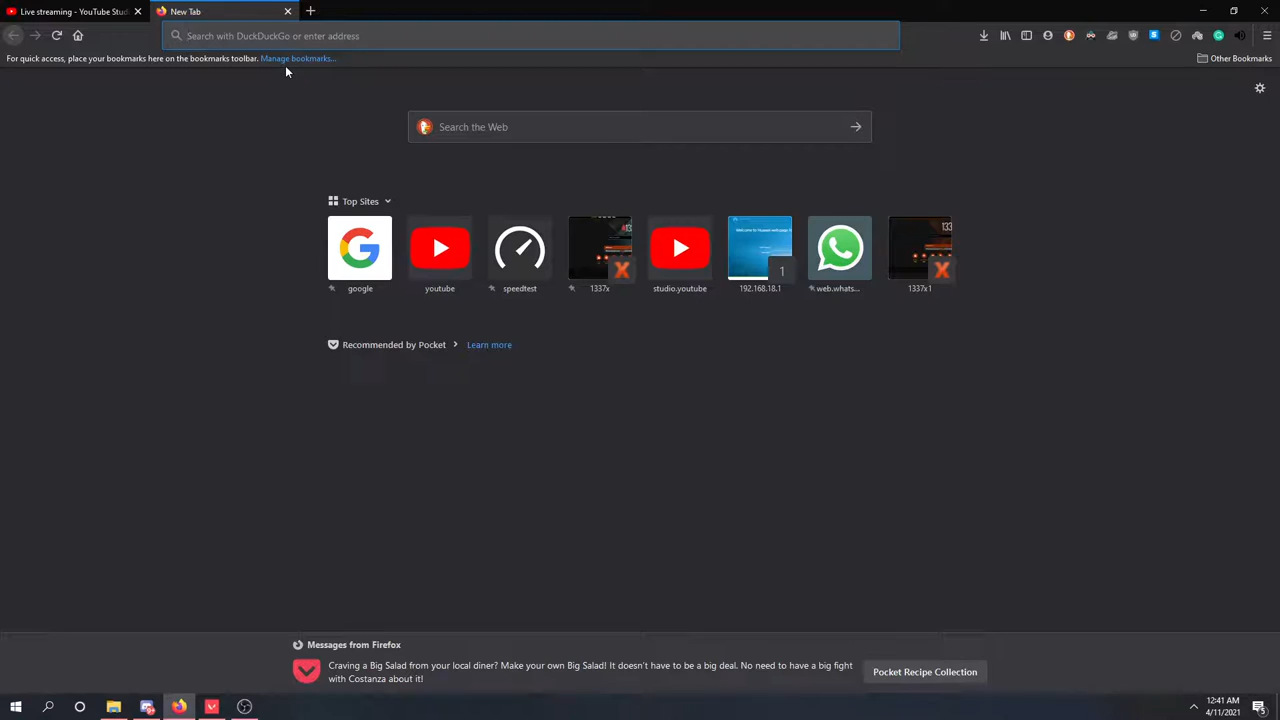 Live streaming - YouTube Stud
New Tab
Search with DuckDuckGo or enter address
For quick access, place your bookmarks here on the bookmarks toolbar. Manage bookmarks...
Other Bookmarks
Search the Web
Top Sites
google
youtube
speedtest
1337x
studio.youtube
1
192.168.18.1
web.whats...
1337x1
Recommended by Pocket
Learn more
Messages from Firefox
Craving a Big Salad from your local diner? Make your own Big Salad! It doesn't have to be a big deal. No need to have a big fight
with Costanza about it!
Pocket Recipe Collection
12:41 AM
4/11/2021